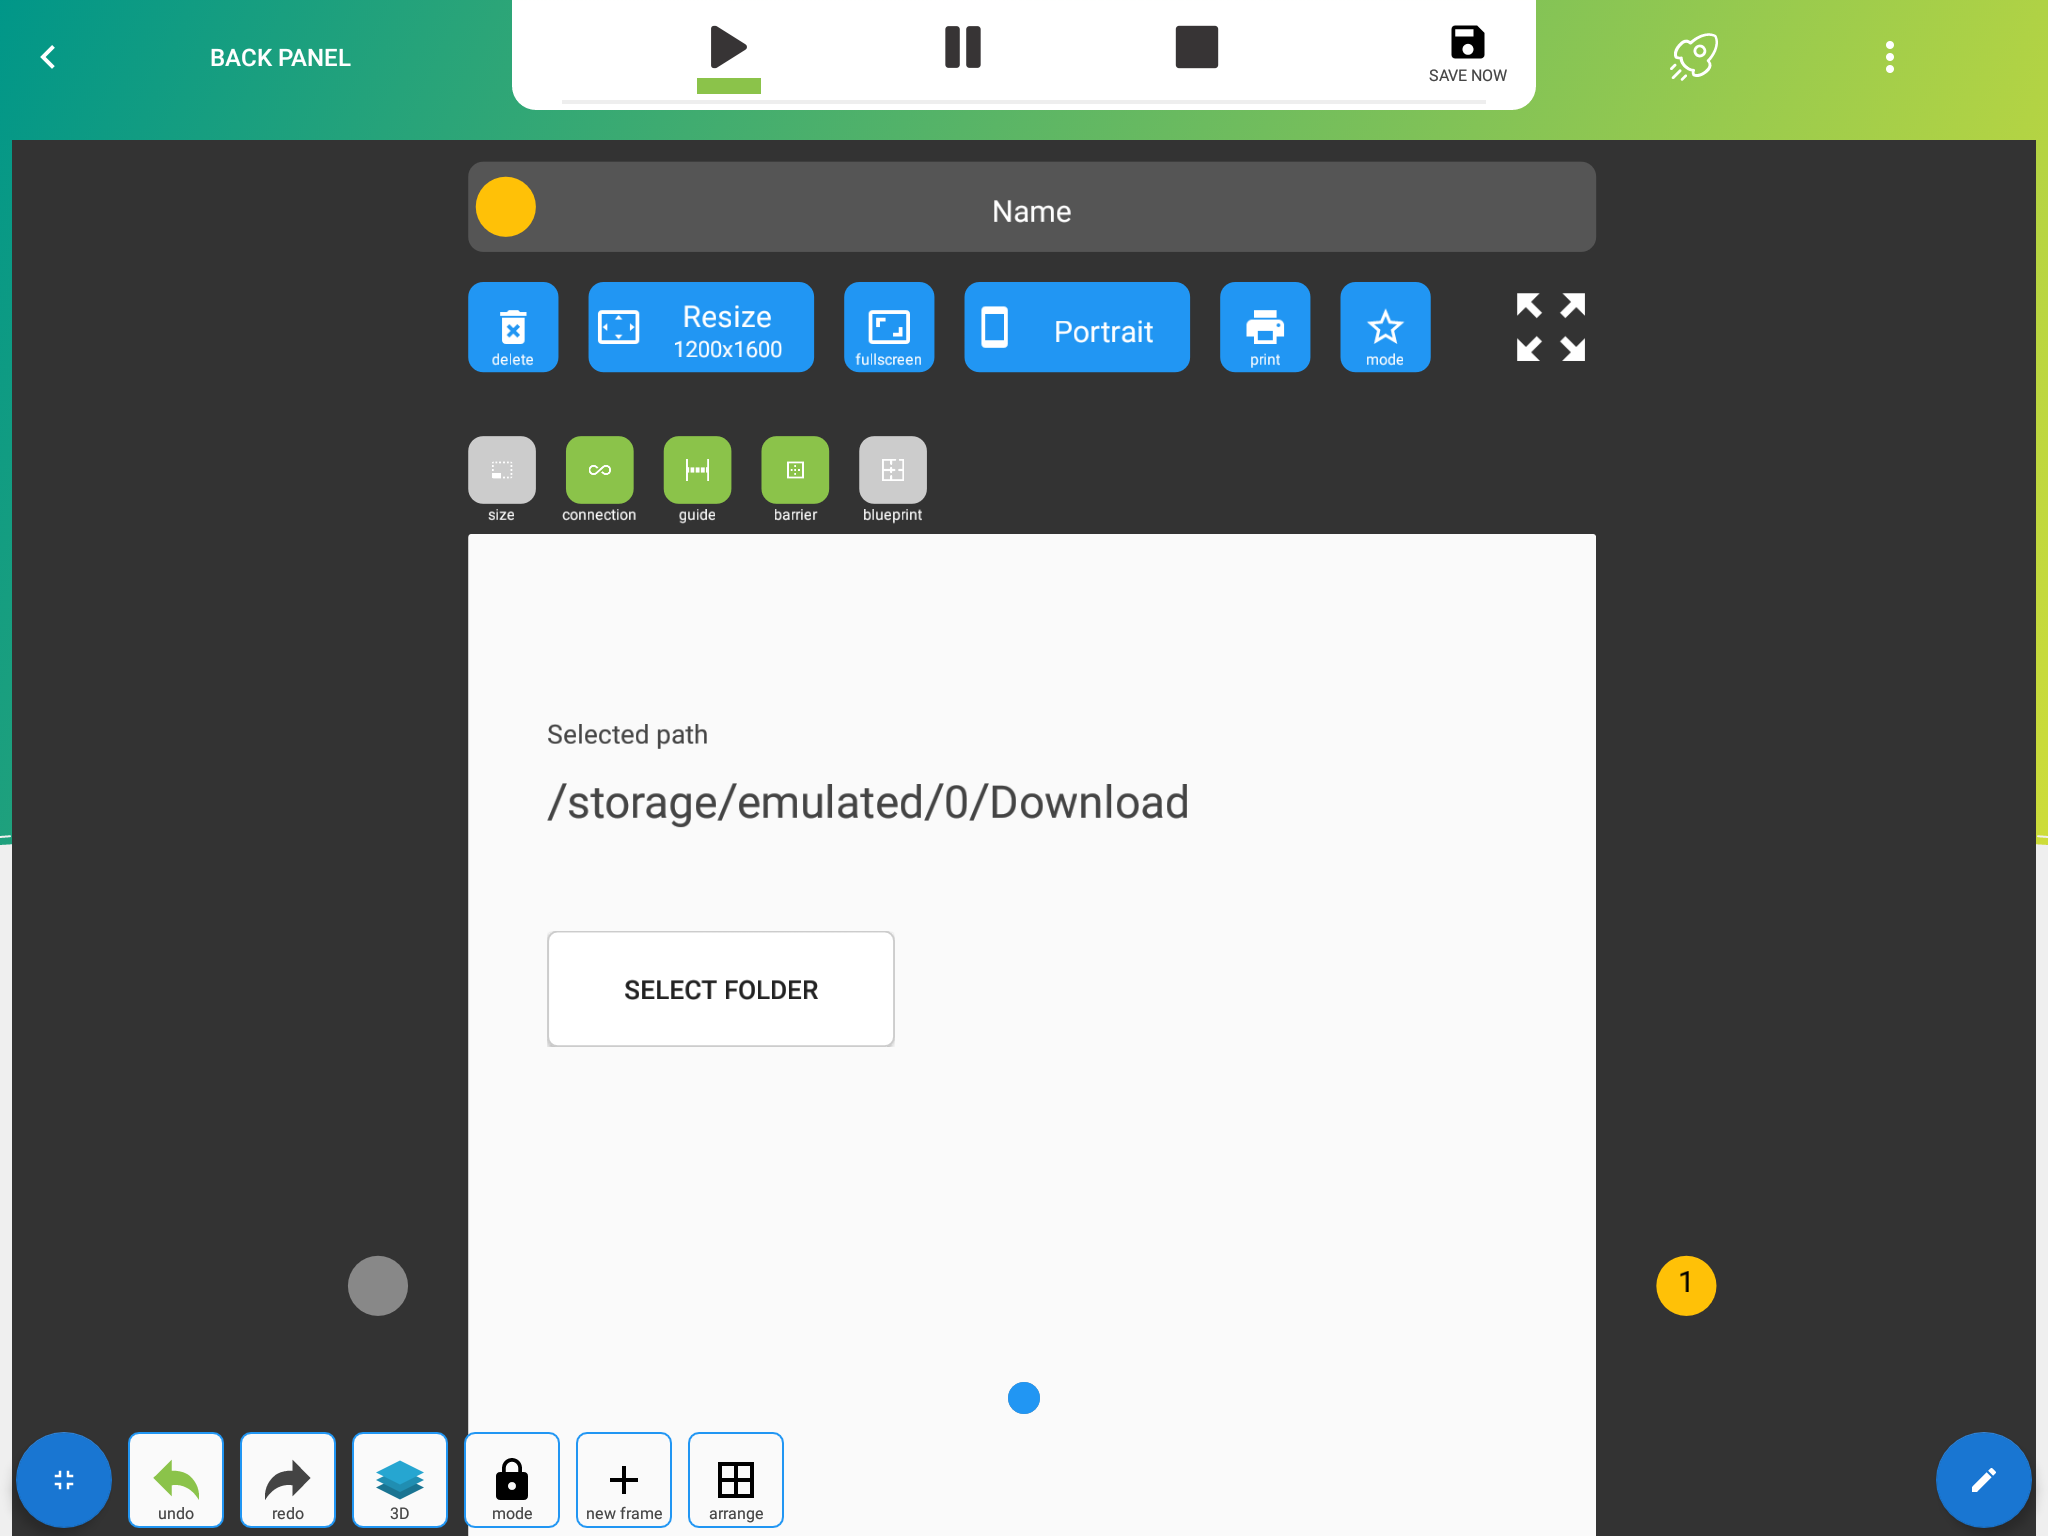 BACK PANEL
SAVE NOW
Name
delete
Resize
1200x1600
fullscreen
Portrait
print
mode
size
connection
guide
barrier
blueprint
Selected path
/storage/emulated/0/Download
SELECT FOLDER
1
undo
redo
3D
mode
new frame
arrange